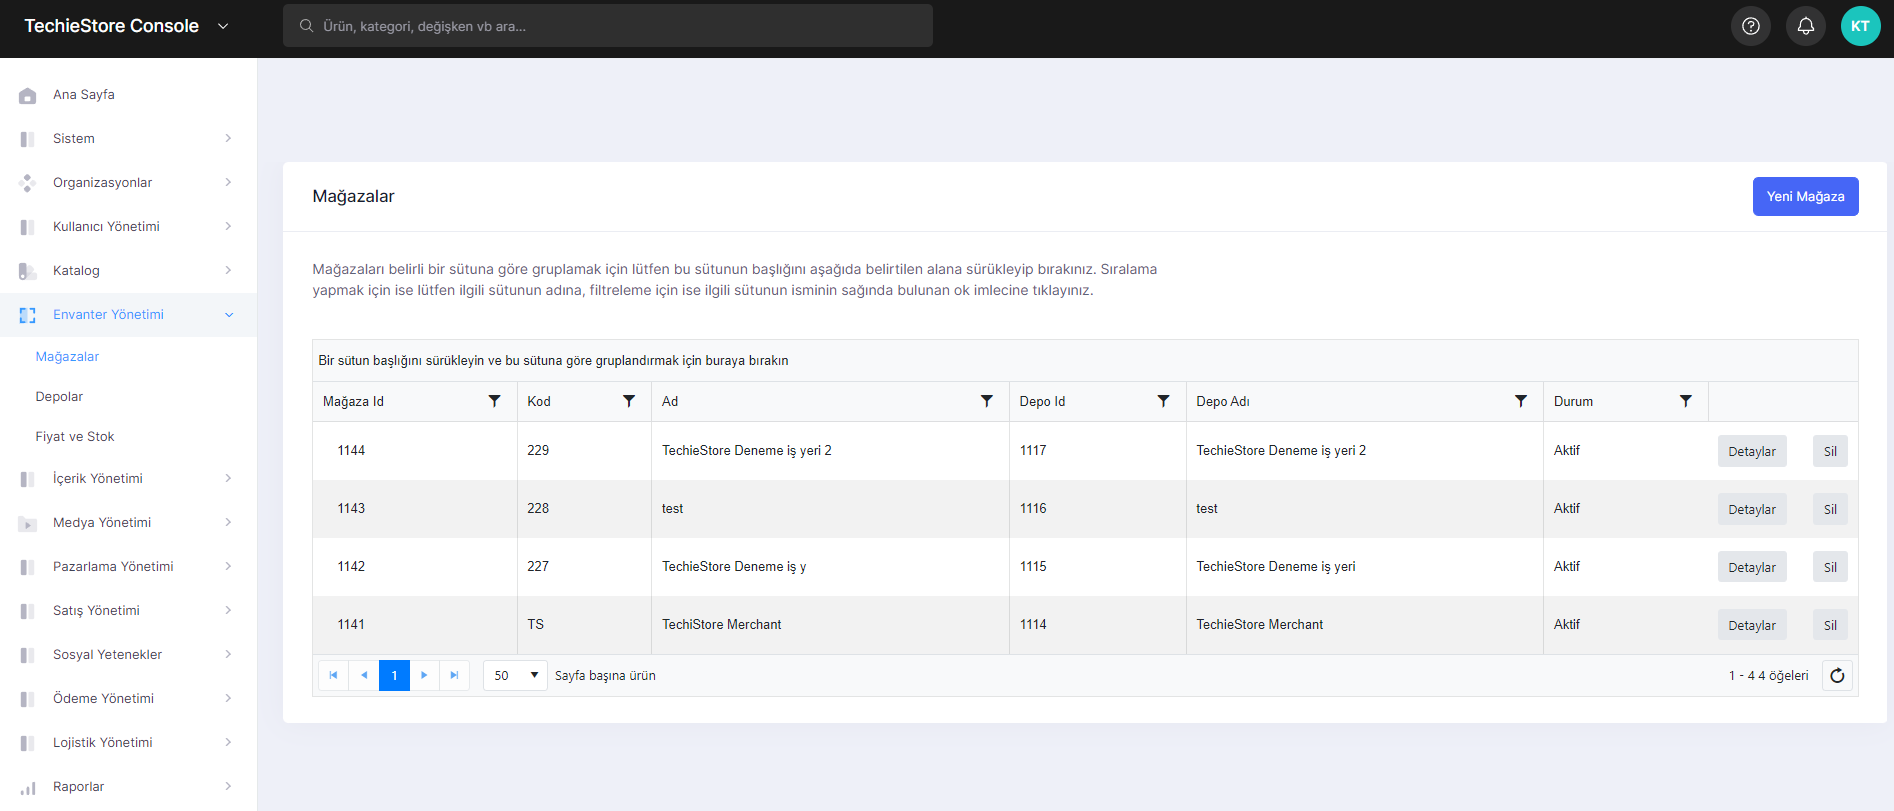 TechieStore Console
Ürün, kategori, değişken vb ara...
KT
Ana Sayfa
Sistem
Organizasyonlar
Kullanıcı Yönetimi
Katalog
Envanter Yönetimi
Mağazalar
Depolar
Fiyat ve Stok
İçerik Yönetimi
Medya Yönetimi
Pazarlama Yönetimi
Satış Yönetimi
Sosyal Yetenekler
Ödeme Yönetimi
Lojistik Yönetimi
Raporlar
Mağazalar
Yeni Mağaza
Mağazaları belirli bir sütuna göre gruplamak için lütfen bu sütunun başlığını aşağıda belirtilen alana sürükleyip bırakınız. Sıralama
yapmak için ise lütfen ilgili sütunun adına, filtreleme için ise ilgili sütunun isminin sağında bulunan ok imlecine tıklayınız.
Bir sütun başlığını sürükleyin ve bu sütuna göre gruplandırmak için buraya bırakın
Mağaza Id Kod Ad Depo Id Depo Adı Durum
1144 229 TechieStore Deneme iş yeri 2 1117 TechieStore Deneme iş yeri 2 Aktif Detaylar Sil
1143 228 test 1116 test Aktif Detaylar Sil
1142 227 TechieStore Deneme iş y 1115 TechieStore Deneme iş yeri Aktif Detaylar Sil
1141 TS TechiStore Merchant 1114 TechieStore Merchant Aktif Detaylar Sil
1 50 Sayfa başına ürün 1 - 4 4 öğeleri